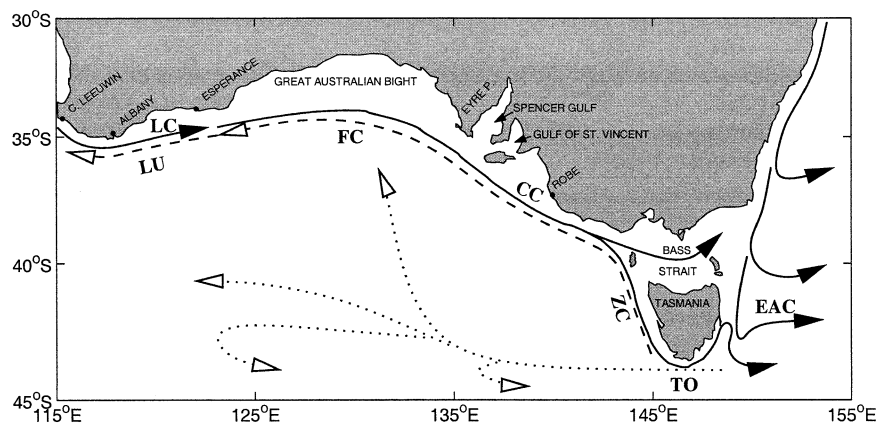 30°S
C. LEEUWIN
ALBANY
ESPERANCE
GREAT AUSTRALIAN BIGHT
EYRE P.
SPENCER GULF
GULF OF ST. VINCENT
35°S
LC
LU
FC
CC
ROBE
40°S
BASS
STRAIT
TASMANIA
ZC
EAC
TO
45°S
115°E
125°E
135°E
145°E
155°E